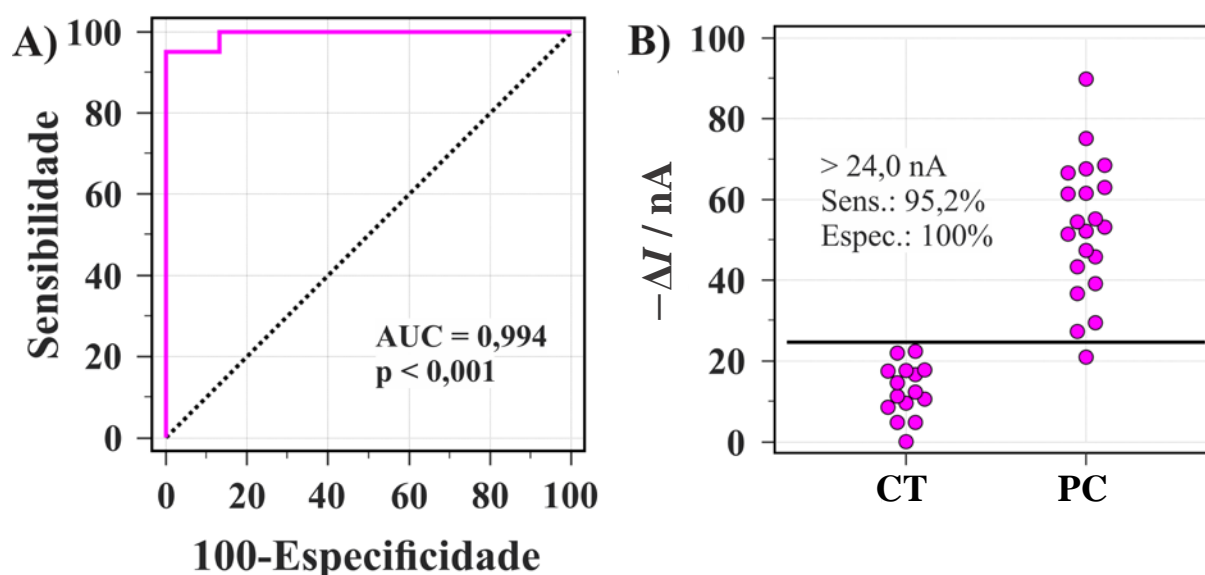 A)
Sensibilidade
100
80
60
40
20
0
AUC = 0,994
p < 0,001
0 20 40 60 80 100
100-Especificidade
B)
−ΔI / nA
100
80
60
40
20
0
> 24,0 nA
Sens.: 95,2%
Espec.: 100%
CT PC